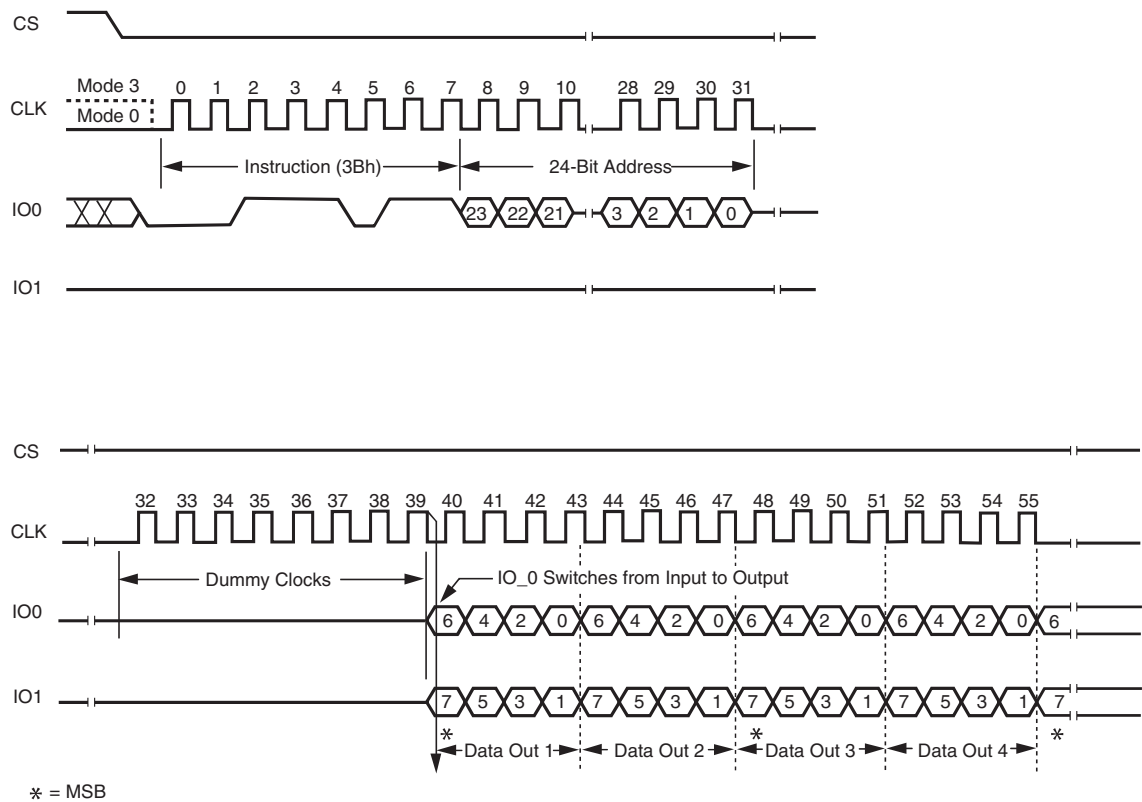 CS
Mode 3
0 1 2 3 4 5 6 7 8 9 10 28 29 30 31
CLK
Mode 0
Instruction (3Bh)
24-Bit Address
IO0
23 22 21 3 2 1 0
IO1
CS
32 33 34 35 36 37 38 39 40 41 42 43 44 45 46 47 48 49 50 51 52 53 54 55
CLK
Dummy Clocks
IO_0 Switches from Input to Output
IO0
6 4 2 0 6 4 2 0 6 4 2 0 6 4 2 0 6
IO1
7 5 3 1 7 5 3 1 7 5 3 1 7 5 3 1 7
* * *
Data Out 1 Data Out 2 Data Out 3 Data Out 4
* = MSB